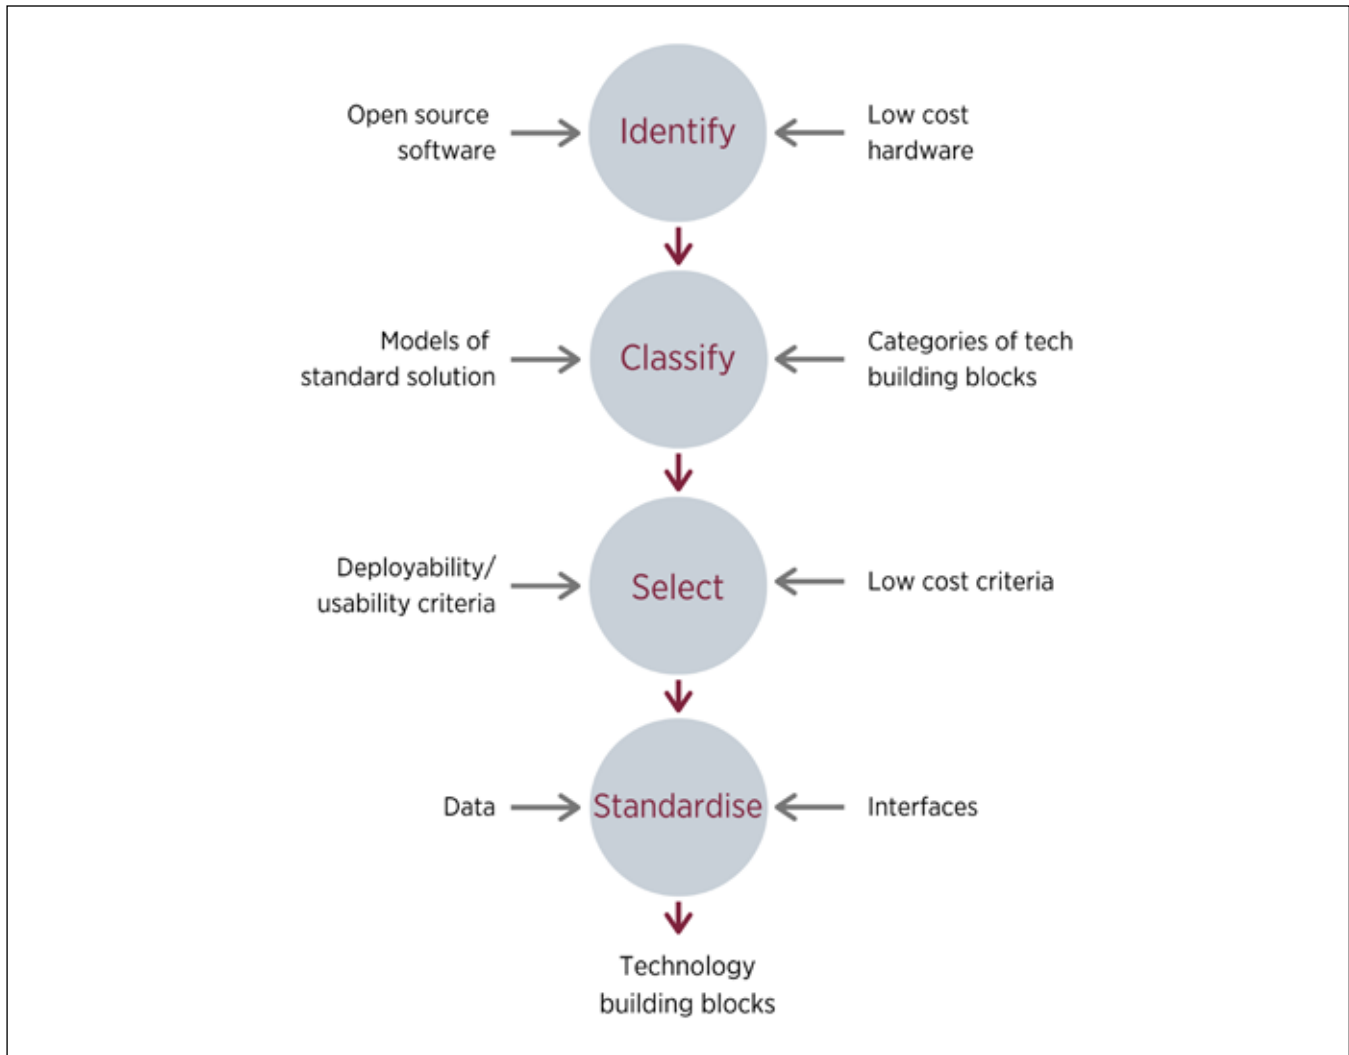 Open source
software
Identify
Low cost
hardware
Models of
standard solution
Classify
Categories of tech
building blocks
Deployability/
usability criteria
Select
Low cost criteria
Data
Standardise
Interfaces
Technology
building blocks